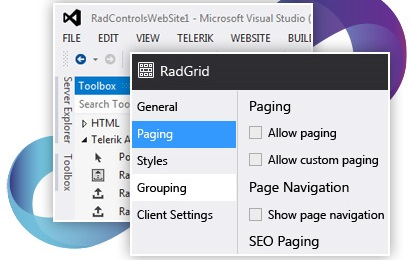 RadControlsWebSite1 - Microsoft Visual Studio (
FILE EDIT VIEW TELERIK WEBSITE BUIL
Server Explorer
Toolbox
Toolbox
Search Too
HTML
Telerik A
Po
Ra
Ra
Ra
RadGrid
General
Paging
Styles
Grouping
Client Settings
Paging
Allow paging
Allow custom paging
Page Navigation
Show page navigation
SEO Paging